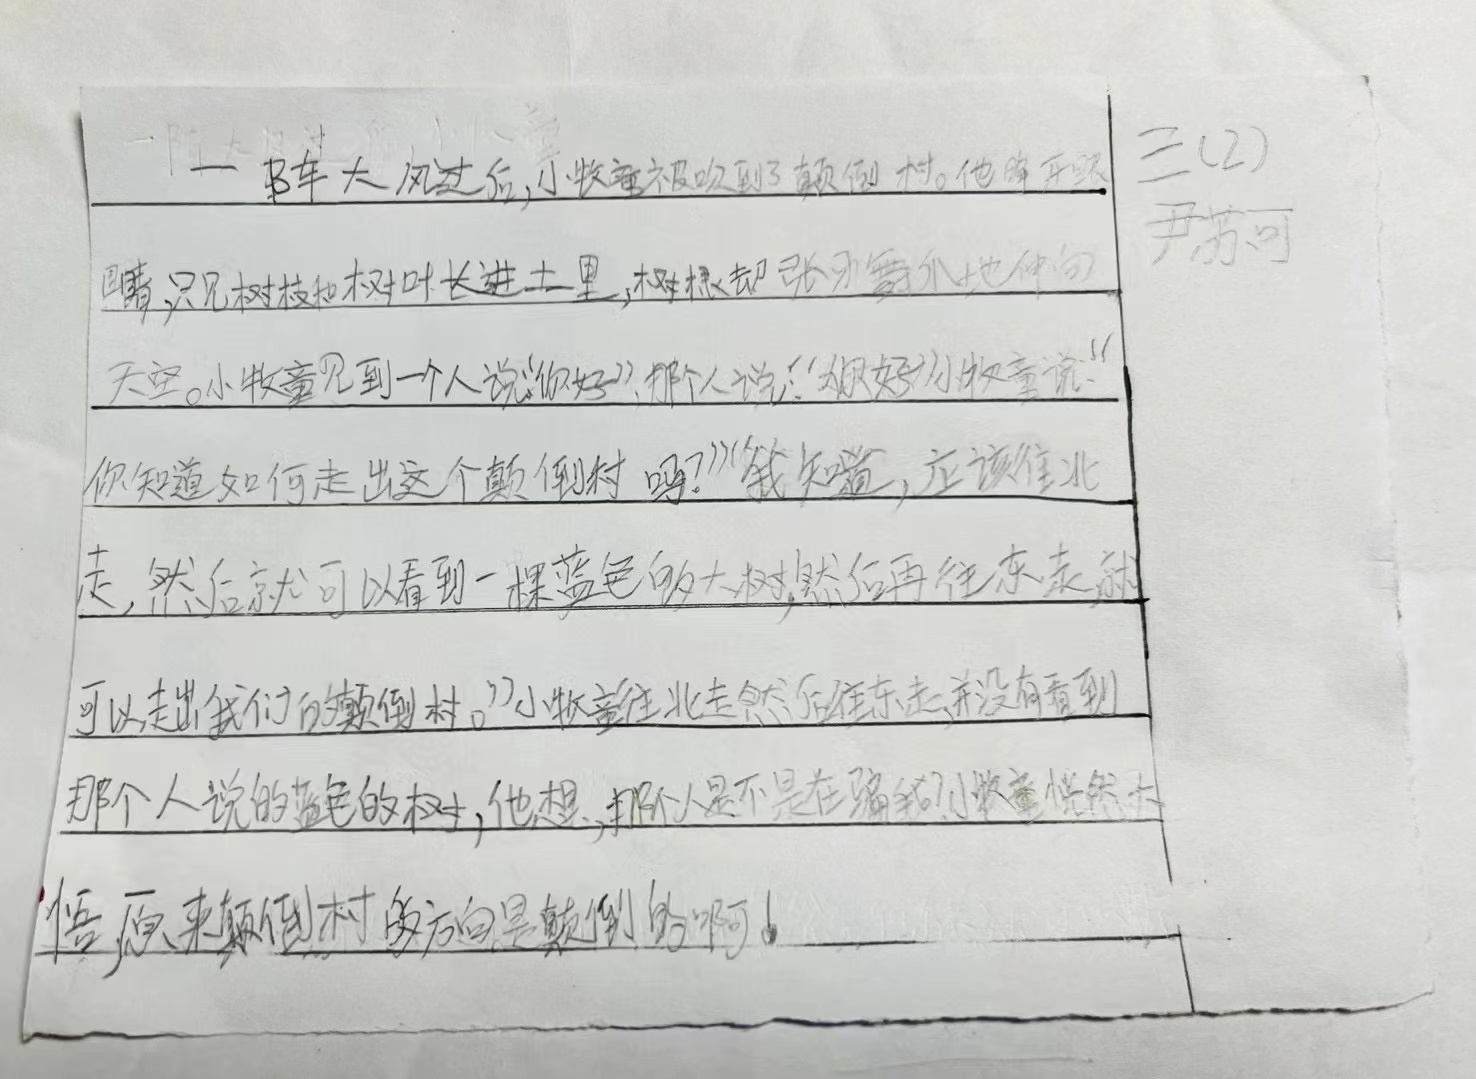 一阵大风过后,小牧童被吹到了颠倒村。他睁开眼
睛,只见树枝和树叶长进土里,树根却张牙舞爪地伸向
天空。小牧童见到一个人说:“你好”,那个人说:“很好”小牧童说:“
你知道如何走出这个颠倒村吗?”“我知道,应该往北
走,然后就可以看到一棵蓝色的大树,然后再往东走就
可以走出我们的颠倒村。”小牧童往北走然后往东走,并没有看到
那个人说的蓝色的树,他想,那个人是不是在骗我?小牧童恍然大
悟,原来颠倒村的方向是颠倒的啊!
三(2)
尹苏可